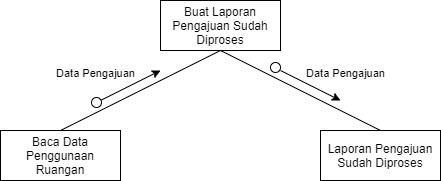 Buat Laporan
Pengajuan Sudah
Diproses
Data Pengajuan
Data Pengajuan
Baca Data
Penggunaan
Ruangan
Laporan Pengajuan
Sudah Diproses